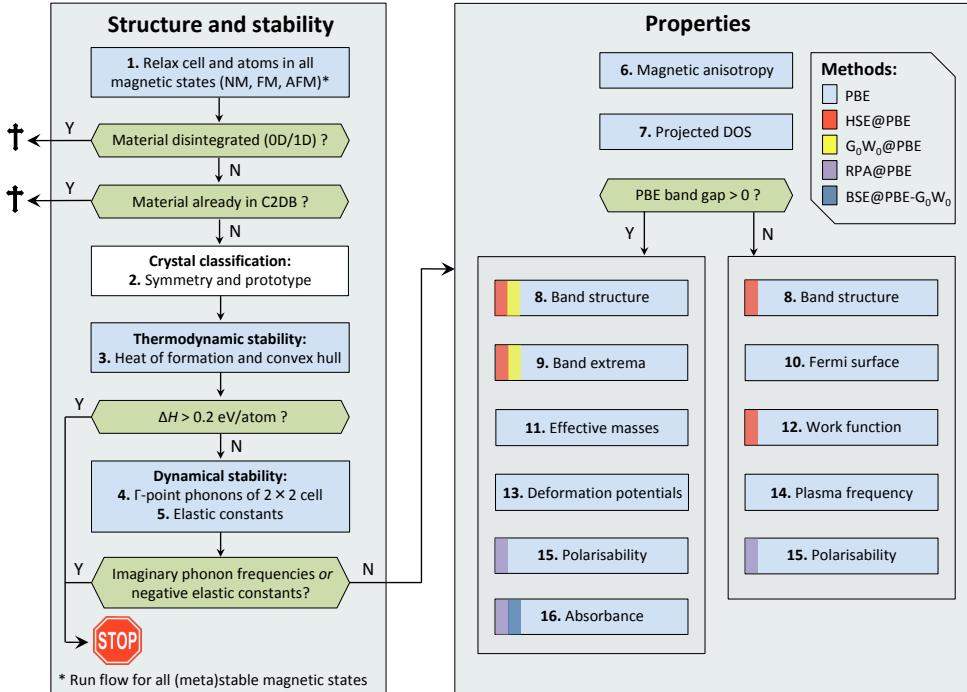 Structure and stability
1. Relax cell and atoms in all
magnetic states (NM, FM, AFM)*
Y
Material disintegrated (0D/1D) ?
N
Y
Material already in C2DB ?
N
Crystal classification:
2. Symmetry and prototype
Thermodynamic stability:
3. Heat of formation and convex hull
Y
ΔH > 0.2 eV/atom ?
N
Dynamical stability:
4. Γ-point phonons of 2 × 2 cell
5. Elastic constants
Y
Imaginary phonon frequencies or
negative elastic constants?
N
STOP
* Run flow for all (meta)stable magnetic states
Properties
6. Magnetic anisotropy
7. Projected DOS
PBE band gap > 0 ?
Y
N
Methods:
PBE
HSE@PBE
G₀W₀@PBE
RPA@PBE
BSE@PBE-G₀W₀
8. Band structure
9. Band extrema
11. Effective masses
13. Deformation potentials
15. Polarisability
16. Absorbance
8. Band structure
10. Fermi surface
12. Work function
14. Plasma frequency
15. Polarisability